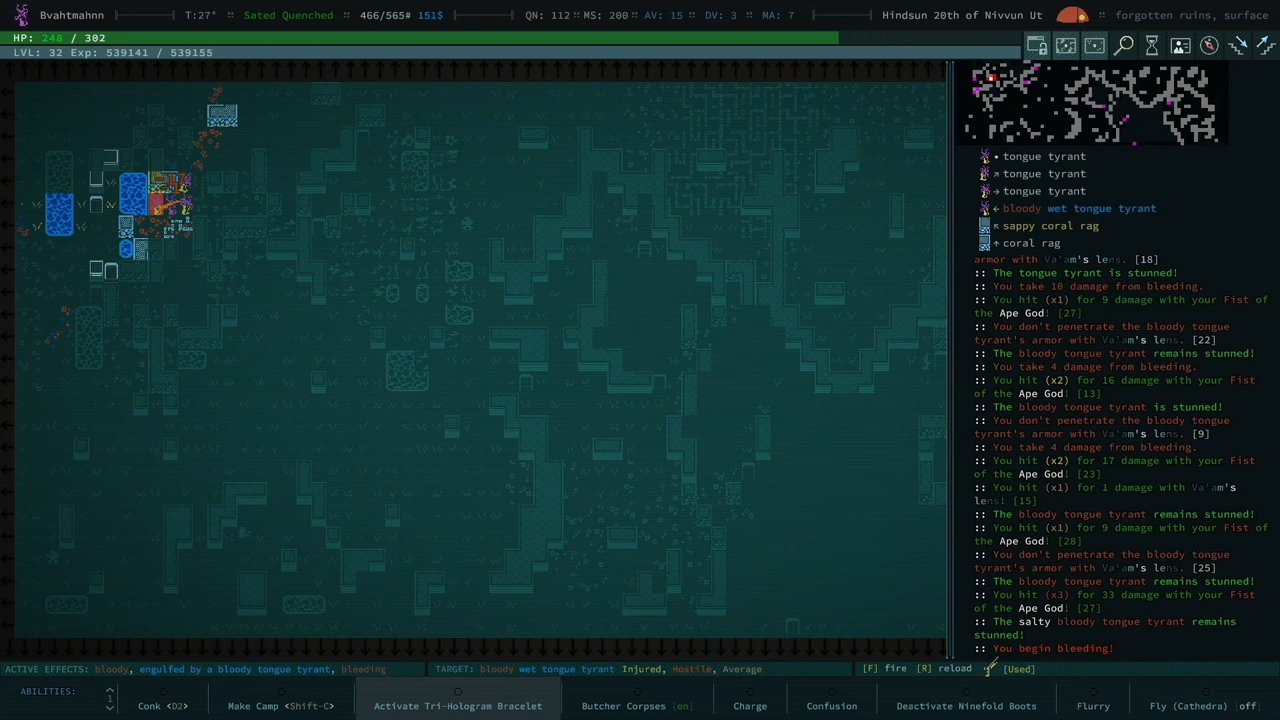 Bvahtmahnn T:27° :: Sated Quenched :: 466/565# 151$ QN: 112 :: MS: 200 :: AV: 15 :: DV: 3 :: MA: 7 Hindsun 20th of Nivvun Ut :: forgotten ruins, surface
HP: 248 / 302
LVL: 32 Exp: 539141 / 539155
tongue tyrant
tongue tyrant
tongue tyrant
bloody wet tongue tyrant
sappy coral rag
coral rag
armor with Va'am's lens. [18]
:: The tongue tyrant is stunned!
:: You take 10 damage from bleeding.
:: You hit (x1) for 9 damage with your Fist of
the Ape God! [27]
:: You don't penetrate the bloody tongue
tyrant's armor with Va'am's lens. [22]
:: The bloody tongue tyrant remains stunned!
:: You take 4 damage from bleeding.
:: You hit (x2) for 16 damage with your Fist
of the Ape God! [13]
:: The bloody tongue tyrant is stunned!
:: You don't penetrate the bloody tongue
tyrant's armor with Va'am's lens. [9]
:: You take 4 damage from bleeding.
:: You hit (x2) for 17 damage with your Fist
of the Ape God! [23]
:: You hit (x1) for 1 damage with Va'am's
lens! [15]
:: The bloody tongue tyrant remains stunned!
:: You hit (x1) for 9 damage with your Fist of
the Ape God! [28]
:: You don't penetrate the bloody tongue
tyrant's armor with Va'am's lens. [25]
:: The bloody tongue tyrant remains stunned!
:: You hit (x3) for 33 damage with your Fist
of the Ape God! [27]
:: The salty bloody tongue tyrant remains
stunned!
:: You begin bleeding!
ACTIVE EFFECTS: bloody, engulfed by a bloody tongue tyrant, bleeding TARGET: bloody wet tongue tyrant Injured, Hostile, Average [F] fire [R] reload [Used]
ABILITIES: 1 Conk <02> Make Camp <Shift-C> Activate Tri-Hologram Bracelet Butcher Corpses [on] Charge Confusion Deactivate Ninefold Boots Flurry Fly (Cathedra) [off]